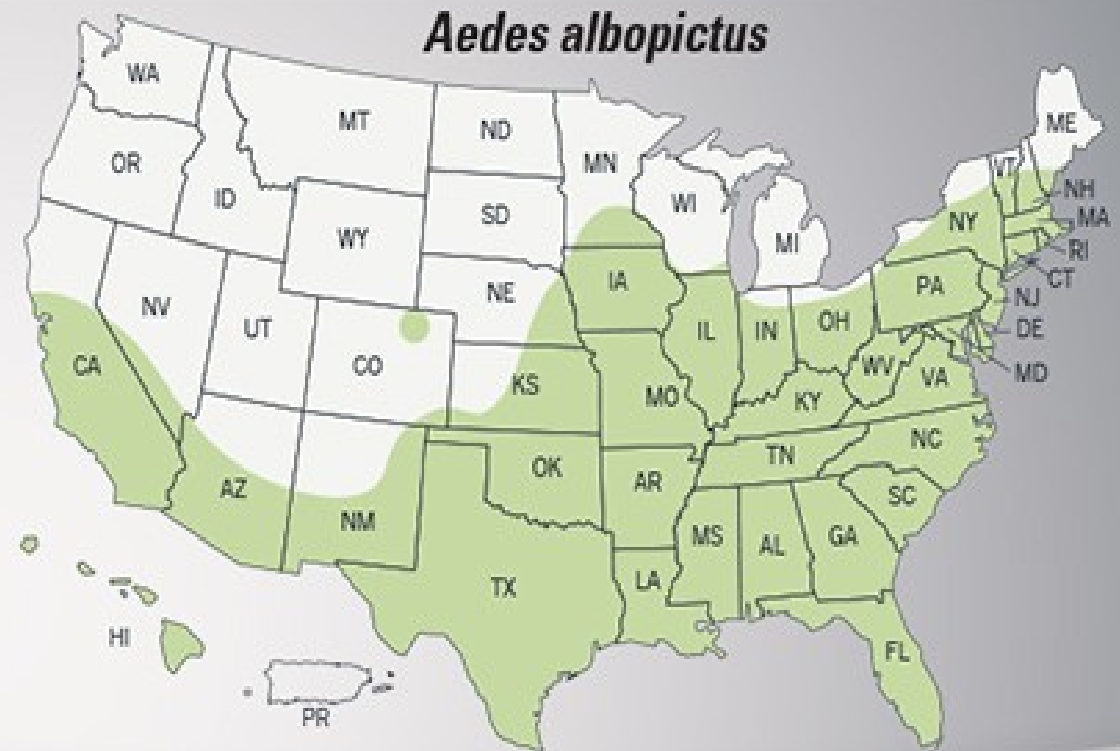 Aedes albopictus
WA
MT
ND
MN
ME
OR
ID
SD
WI
VT
NH
WY
MI
NY
MA
RI
NV
NE
IA
CT
UT
PA
NJ
CO
IL
IN
OH
DE
CA
KS
MO
WV
VA
MD
KY
AZ
OK
AR
TN
NC
NM
SC
MS
AL
GA
TX
LA
HI
FL
PR